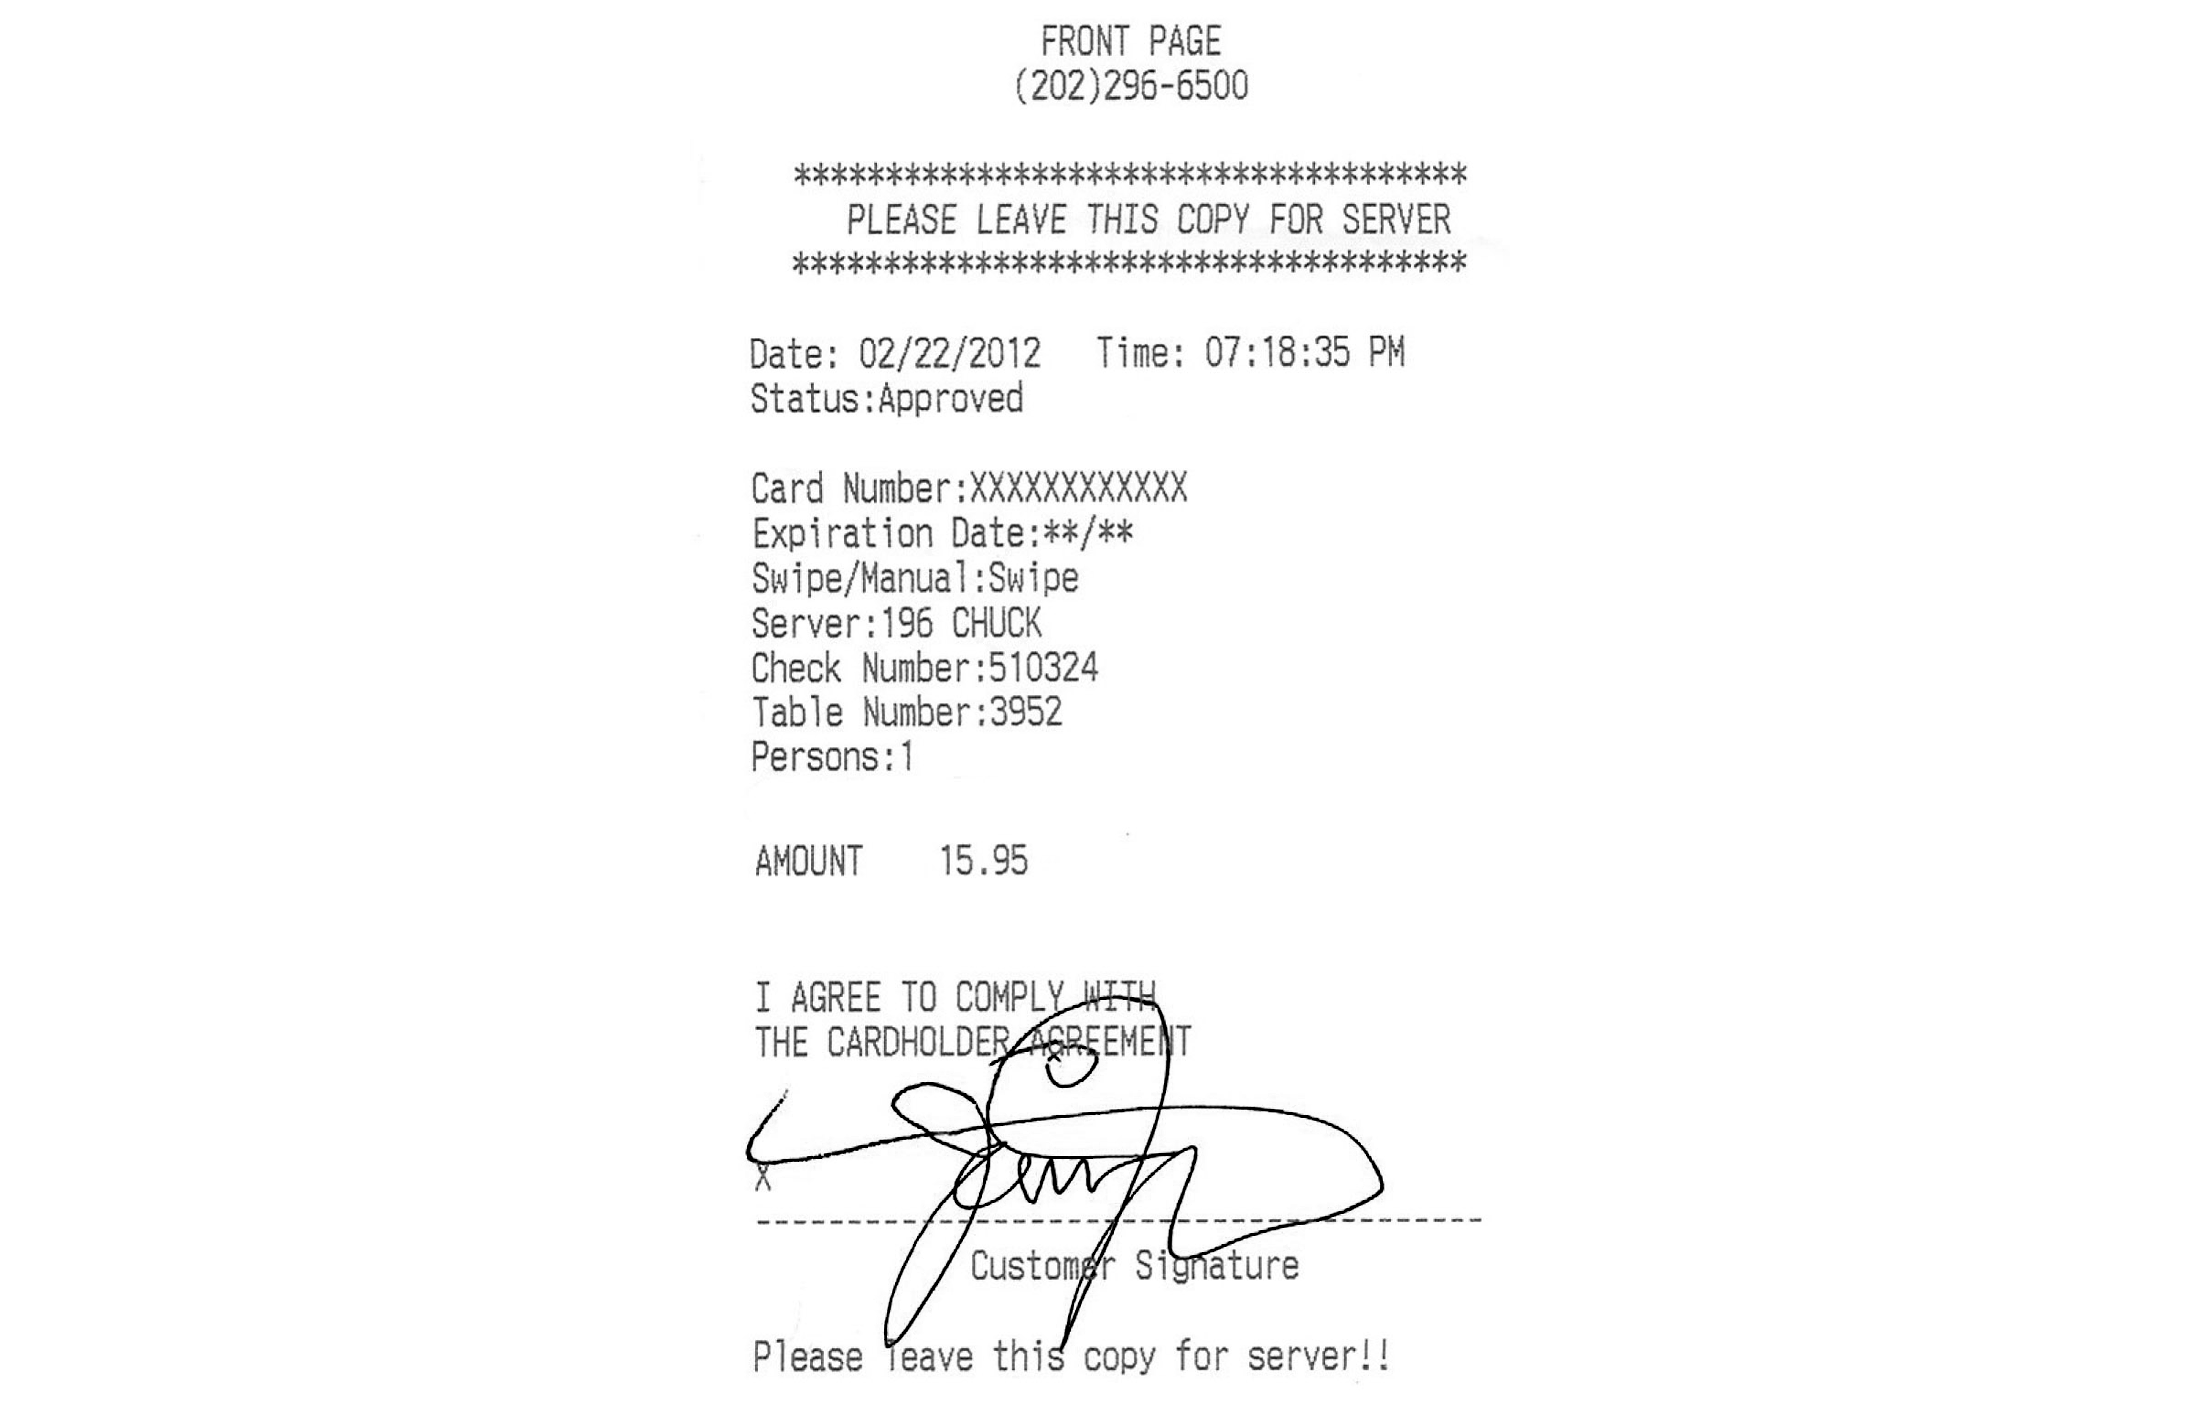 FRONT PAGE
(202)296-6500
*************************************
PLEASE LEAVE THIS COPY FOR SERVER
*************************************
Date: 02/22/2012 Time: 07:18:35 PM
Status:Approved
Card Number:XXXXXXXXXXXX
Expiration Date:**/**
Swipe/Manual:Swipe
Server:196 CHUCK
Check Number:510324
Table Number:3952
Persons:1
AMOUNT 15.95
I AGREE TO COMPLY WITH
THE CARDHOLDER AGREEMENT
X
----------------------------------------
Customer Signature
Please leave this copy for server!!